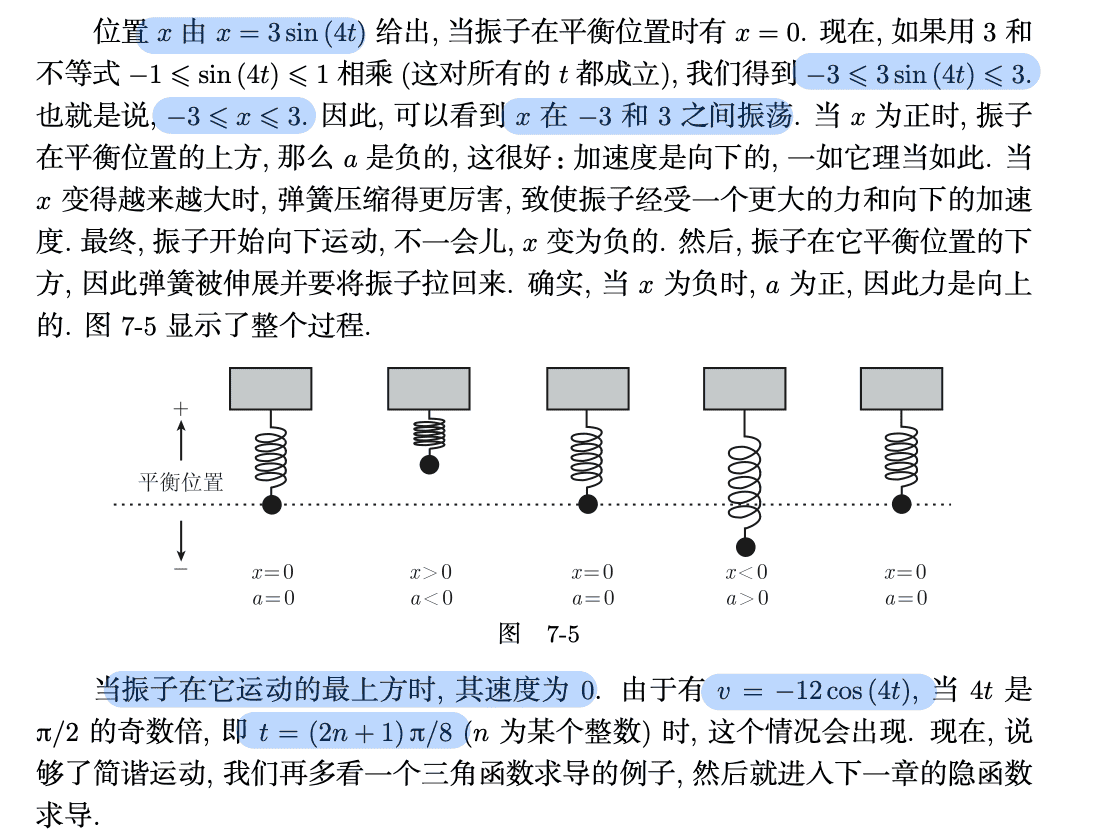 位置 x 由 x = 3 sin (4t) 给出, 当振子在平衡位置时有 x = 0. 现在, 如果用 3 和
不等式 −1 ⩽ sin (4t) ⩽ 1 相乘 (这对所有的 t 都成立), 我们得到 −3 ⩽ 3 sin (4t) ⩽ 3.
也就是说, −3 ⩽ x ⩽ 3. 因此, 可以看到 x 在 −3 和 3 之间振荡. 当 x 为正时, 振子
在平衡位置的上方, 那么 a 是负的, 这很好: 加速度是向下的, 一如它理当如此. 当
x 变得越来越大时, 弹簧压缩得更厉害, 致使振子经受一个更大的力和向下的加速
度. 最终, 振子开始向下运动, 不一会儿, x 变为负的. 然后, 振子在它平衡位置的下
方, 因此弹簧被伸展并要将振子拉回来. 确实, 当 x 为负时, a 为正, 因此力是向上
的. 图 7-5 显示了整个过程.
+
平衡位置
−
x=0 x>0 x=0 x<0 x=0
a=0 a<0 a=0 a>0 a=0
图 7-5
当振子在它运动的最上方时, 其速度为 0. 由于有 v = −12 cos (4t), 当 4t 是
π/2 的奇数倍, 即 t = (2n + 1) π/8 (n 为某个整数) 时, 这个情况会出现. 现在, 说
够了简谐运动, 我们再多看一个三角函数求导的例子, 然后就进入下一章的隐函数
求导.